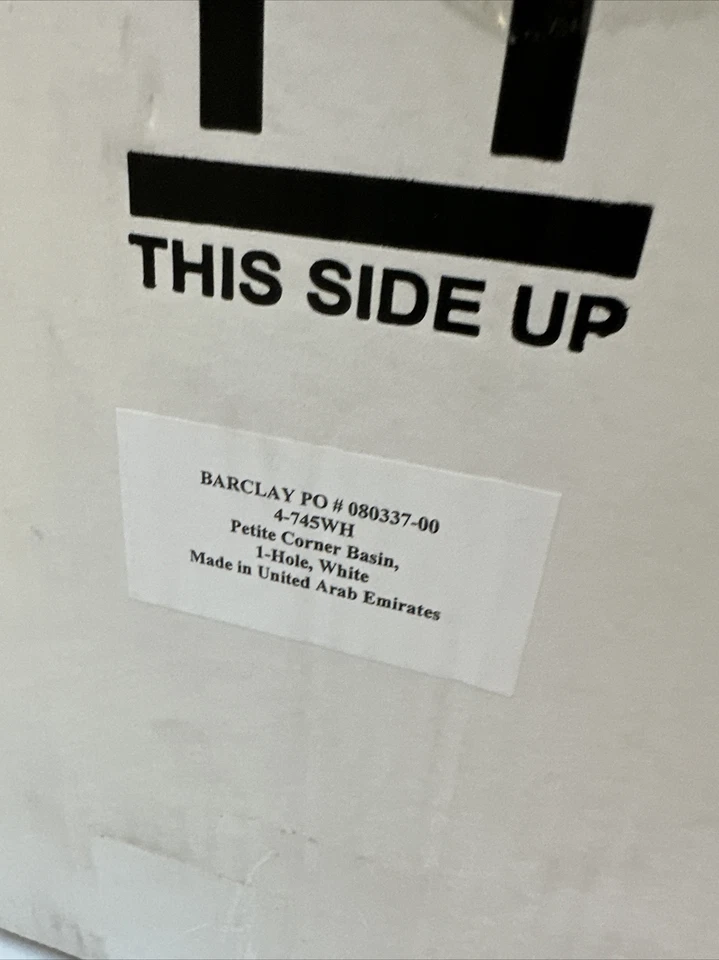 THIS SIDE UP
BARCLAY PO # 080337-00
4-745WH
Petite Corner Basin,
1-Hole, White
Made in United Arab Emirates